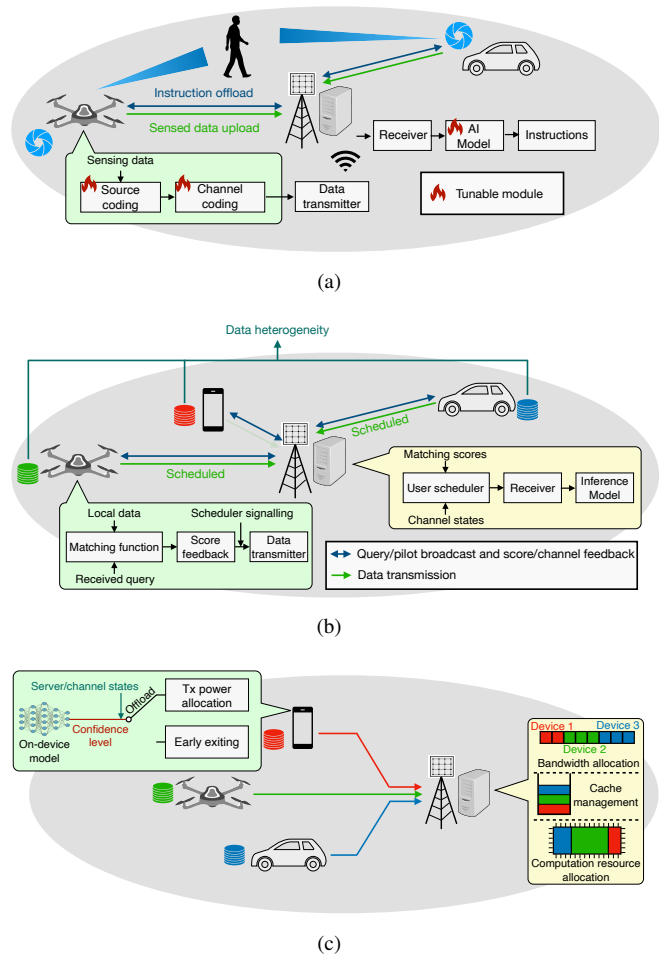 Instruction offload
Sensed data upload
Sensing data
Source
coding
Channel
coding
Data
transmitter
Receiver
AI
Model
Instructions
Tunable module
(a)
Data heterogeneity
Scheduled
Scheduled
Local data
Matching function
Received query
Score
feedback
Scheduler signalling
Data
transmitter
Matching scores
User scheduler
Channel states
Receiver
Inference
Model
Query/pilot broadcast and score/channel feedback
Data transmission
(b)
Server/channel states
Offload
Confidence
level
On-device
model
Tx power
allocation
Early exiting
Device 1
Device 3
Device 2
Bandwidth allocation
Cache
management
Computation resource
allocation
(c)